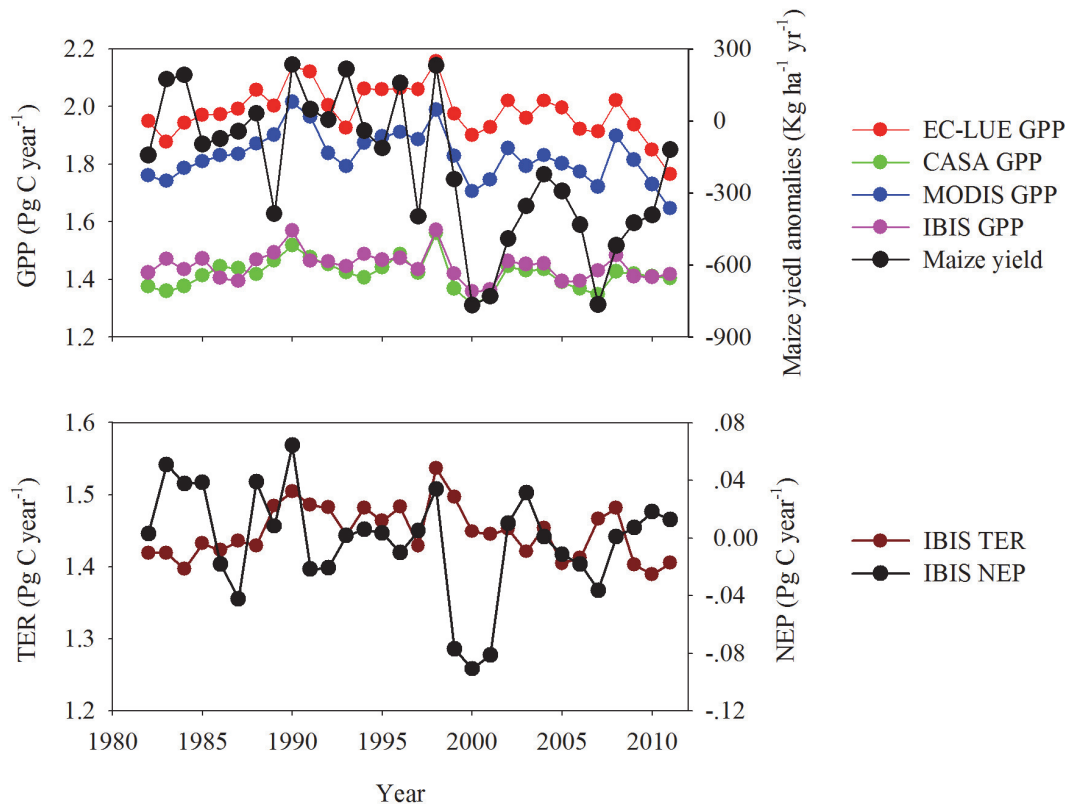 2.2
2.0
1.8
1.6
1.4
1.2
GPP (Pg C year-1)
300
0
-300
-600
-900
Maize yiedl anomalies (Kg ha-1 yr-1)
EC-LUE GPP
CASA GPP
MODIS GPP
IBIS GPP
Maize yield
1.6
1.5
1.4
1.3
1.2
TER (Pg C year-1)
.08
.04
0.00
-.04
-.08
-.12
NEP (Pg C year-1)
IBIS TER
IBIS NEP
1980 1985 1990 1995 2000 2005 2010
Year